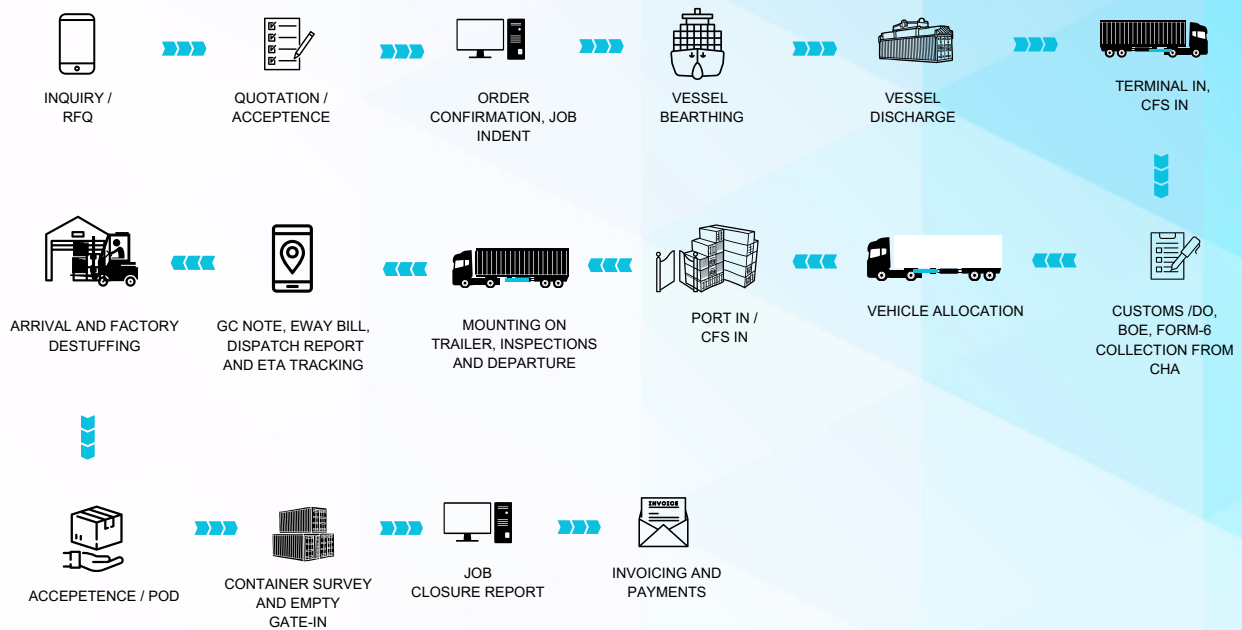 INQUIRY /
RFQ
QUOTATION /
ACCEPTENCE
ORDER
CONFIRMATION, JOB
INDENT
VESSEL
BEARTHING
VESSEL
DISCHARGE
TERMINAL IN,
CFS IN
CUSTOMS /DO,
BOE, FORM-6
COLLECTION FROM
CHA
VEHICLE ALLOCATION
PORT IN /
CFS IN
MOUNTING ON
TRAILER, INSPECTIONS
AND DEPARTURE
GC NOTE, EWAY BILL,
DISPATCH REPORT
AND ETA TRACKING
ARRIVAL AND FACTORY
DESTUFFING
ACCEPETENCE / POD
CONTAINER SURVEY
AND EMPTY
GATE-IN
JOB
CLOSURE REPORT
INVOICE
INVOICING AND
PAYMENTS